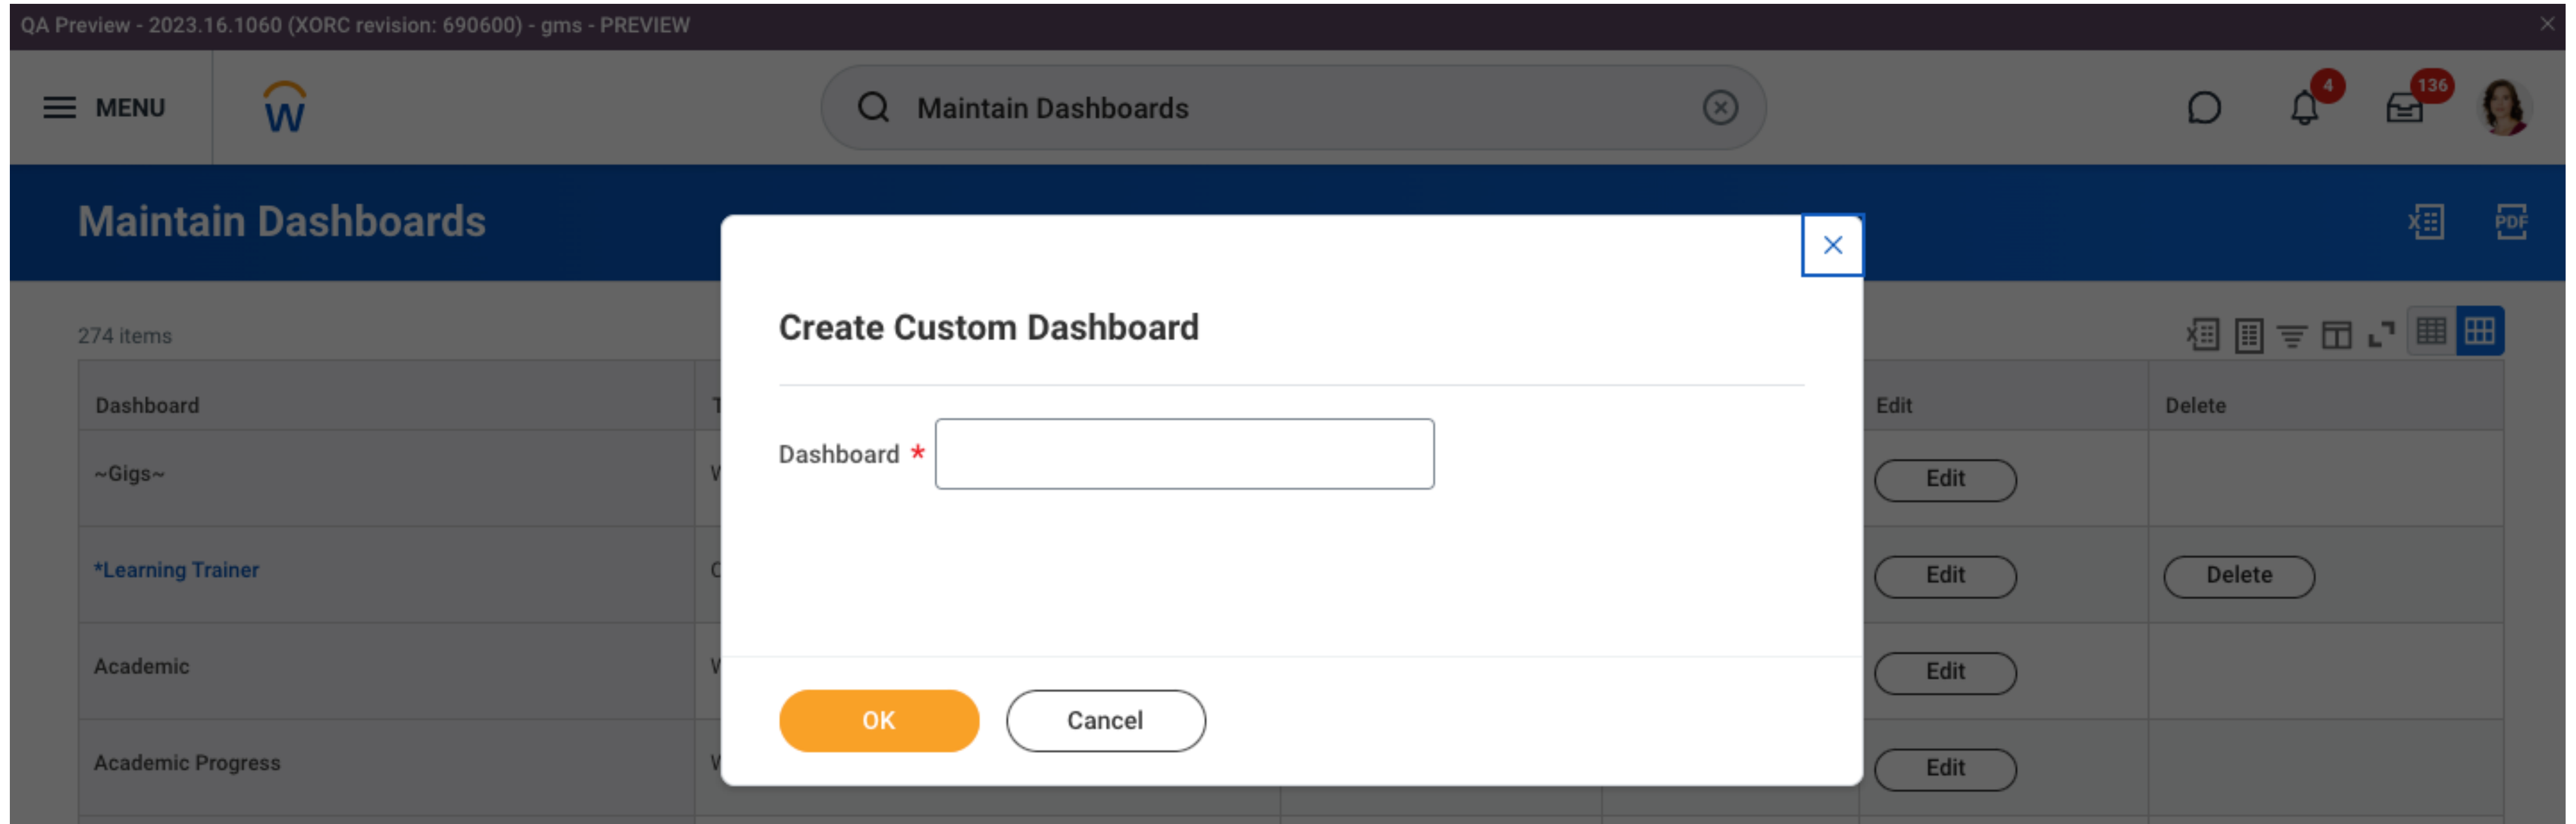 QA Preview - 2023.16.1060 (XORC revision: 690600) - gms - PREVIEW
MENU
W
Maintain Dashboards
4
136
Maintain Dashboards
X
PDF
Create Custom Dashboard
274 items
X
Dashboard
Edit
Delete
Dashboard *
~Gigs~
Edit
*Learning Trainer
Edit
Delete
Academic
Edit
OK
Cancel
Academic Progress
Edit